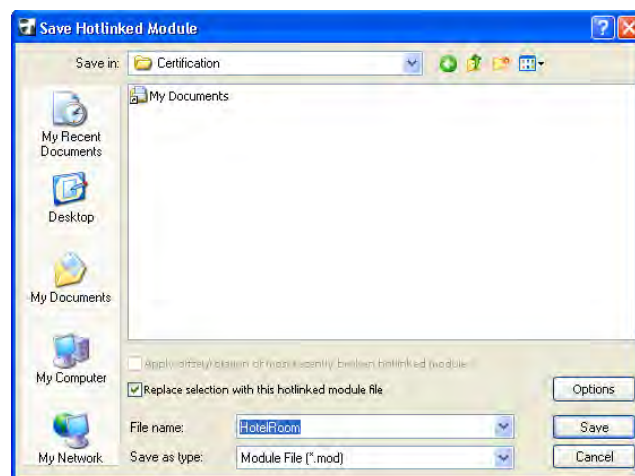 Save Hotlinked Module
Save in:
Certification
My Documents
My Recent
Documents
Desktop
My Documents
My Computer
My Network
Replace selection with this hotlinked module file
Options
File name:
HotelRoom
Save
Save as type:
Module File (*.mod)
Cancel